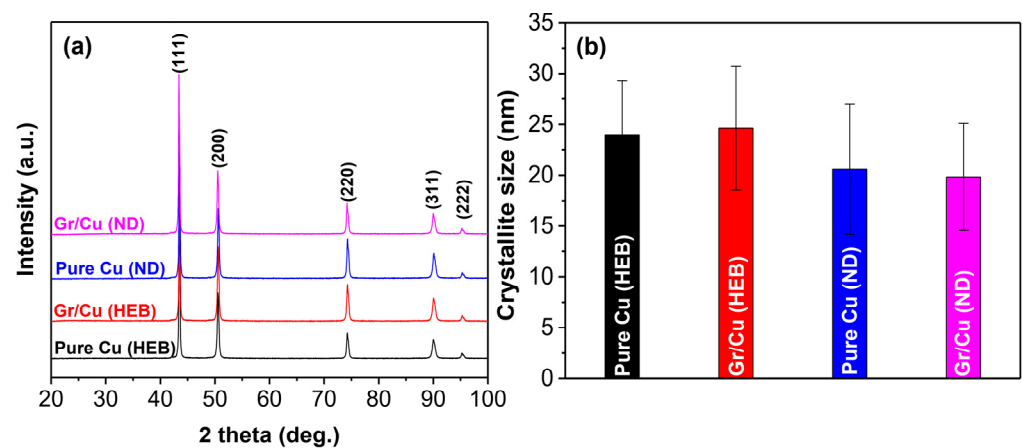 (a)
(111)
(200)
(220)
(311)
(222)
Gr/Cu (ND)
Pure Cu (ND)
Gr/Cu (HEB)
Pure Cu (HEB)
Intensity (a.u.)
20 30 40 50 60 70 80 90 100
2 theta (deg.)
(b)
Crystallite size (nm)
35
30
25
20
15
10
5
0
Pure Cu (HEB)
Gr/Cu (HEB)
Pure Cu (ND)
Gr/Cu (ND)